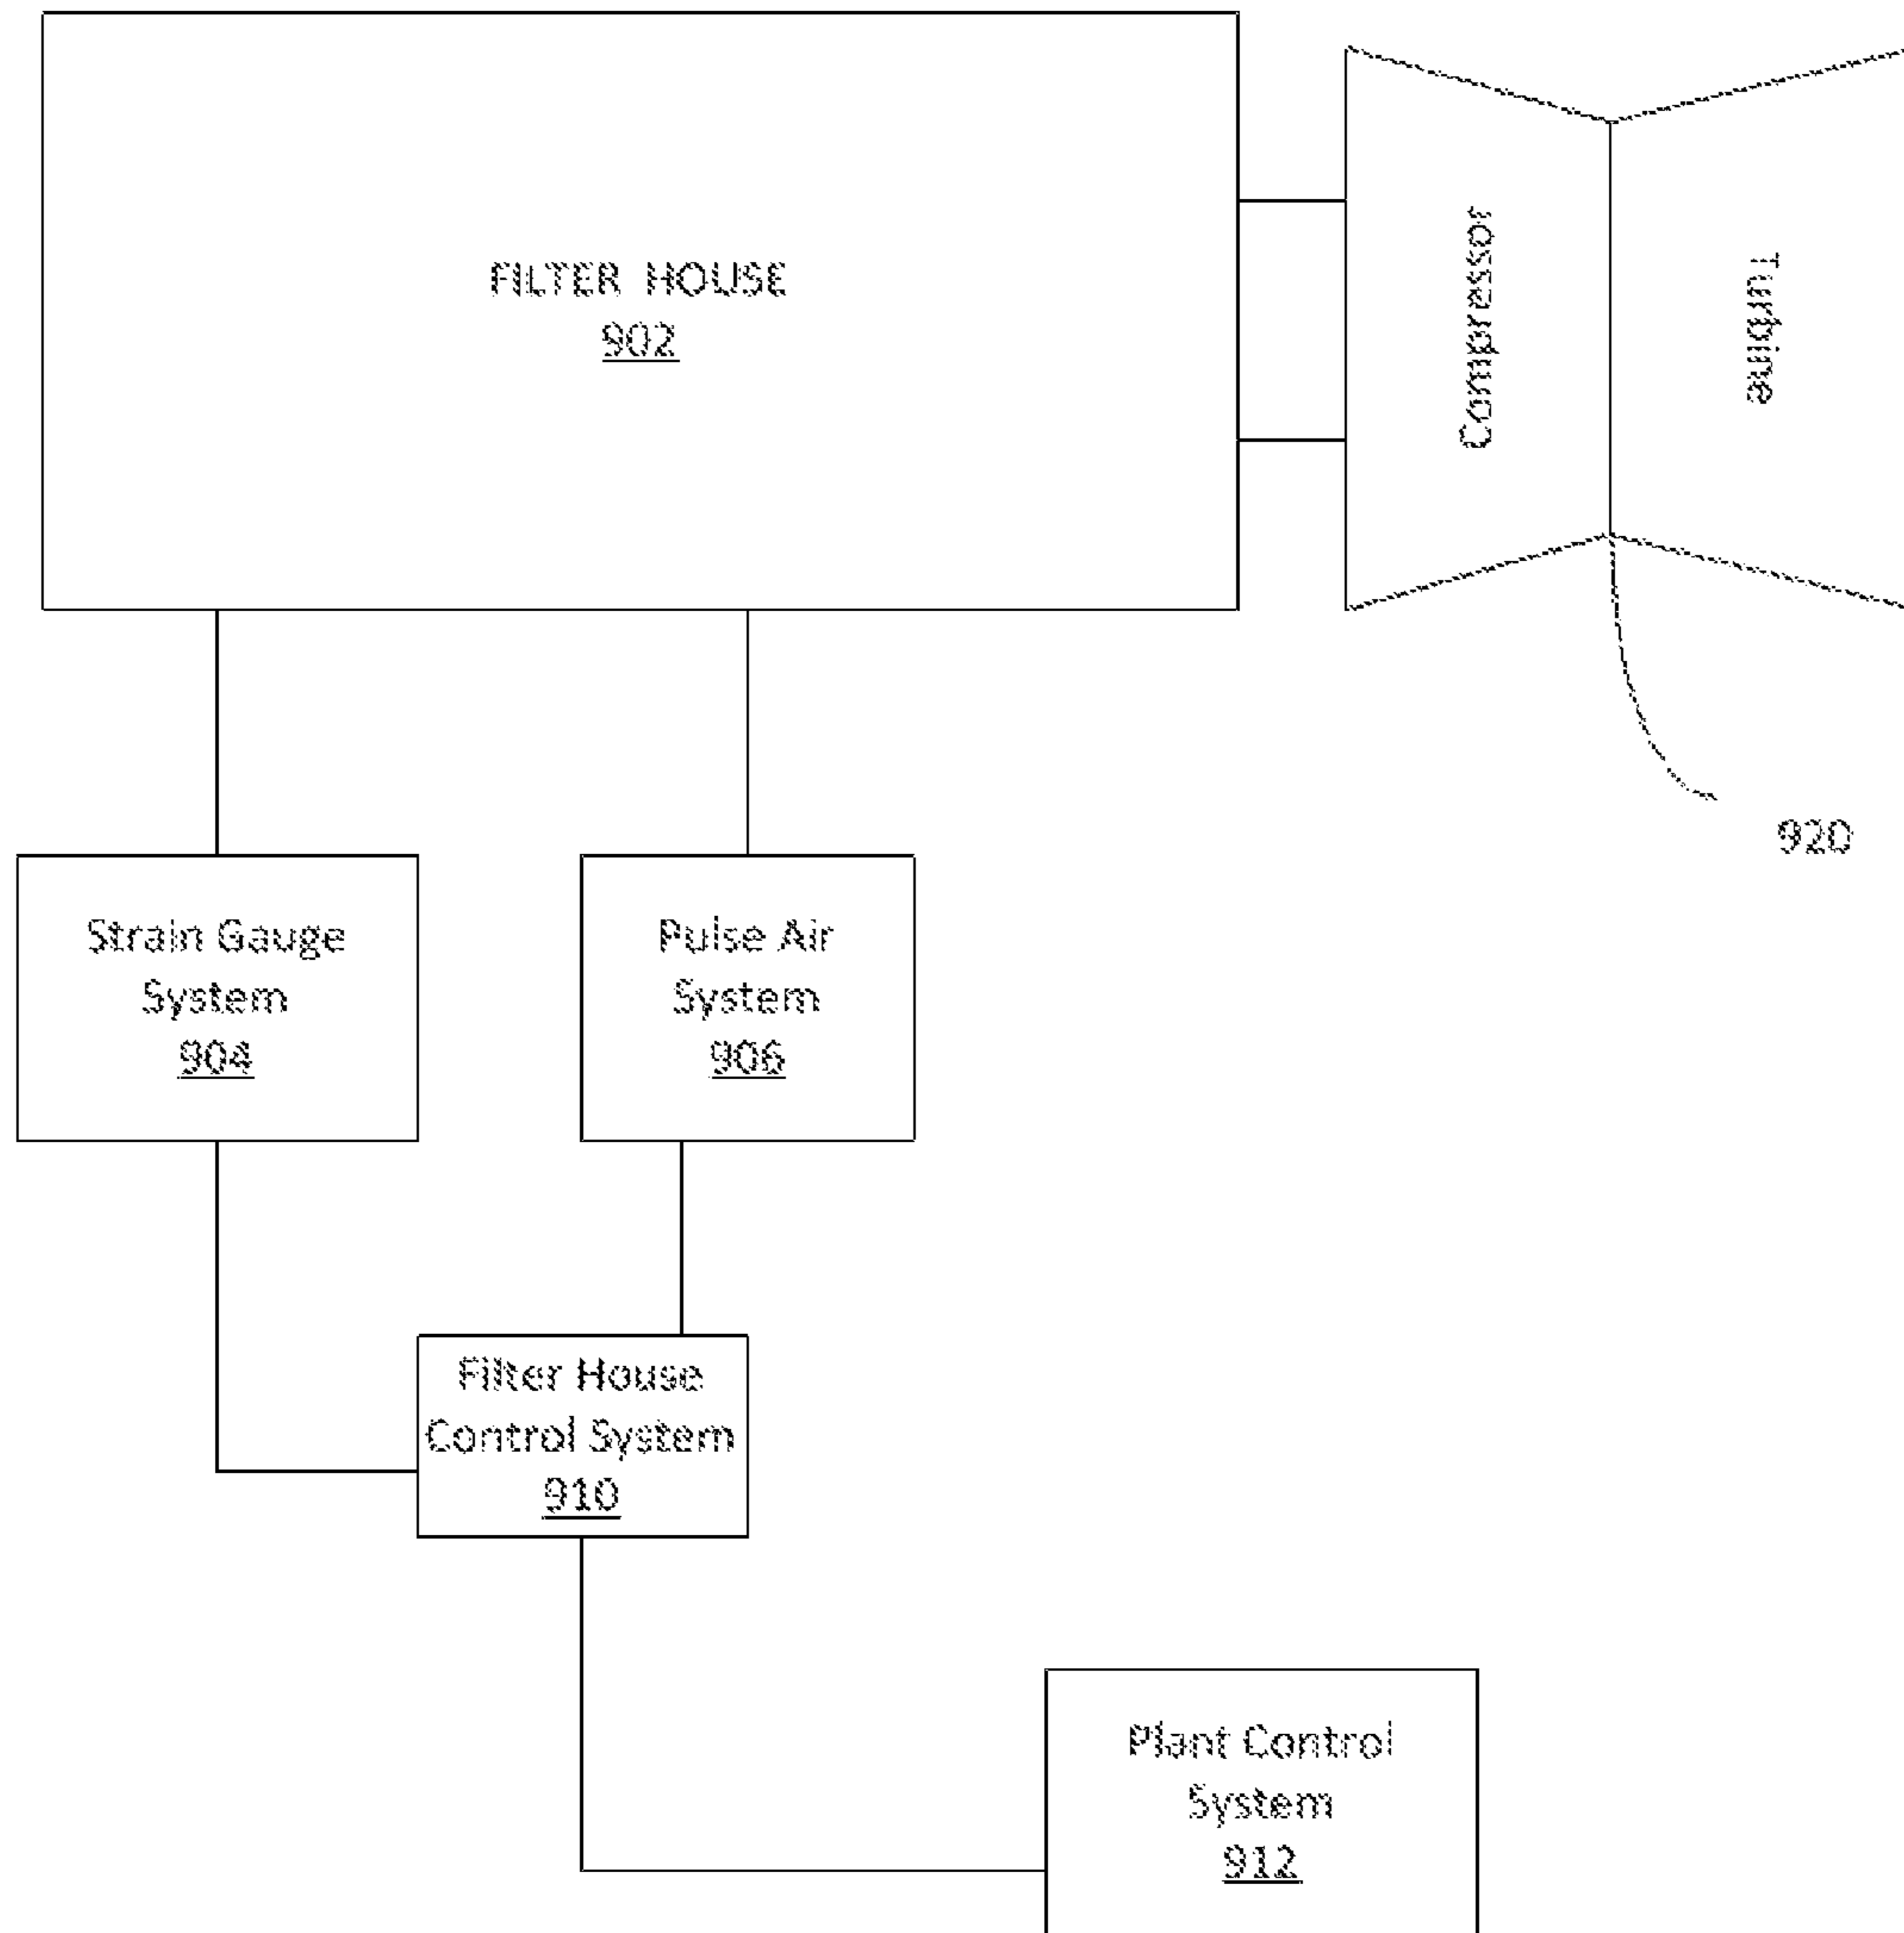 FILTER HOUSE
902
Compressor
Turbine
920
Strain Gauge
System
904
Pulse Air
System
906
Filter House
Control System
910
Plant Control
System
912